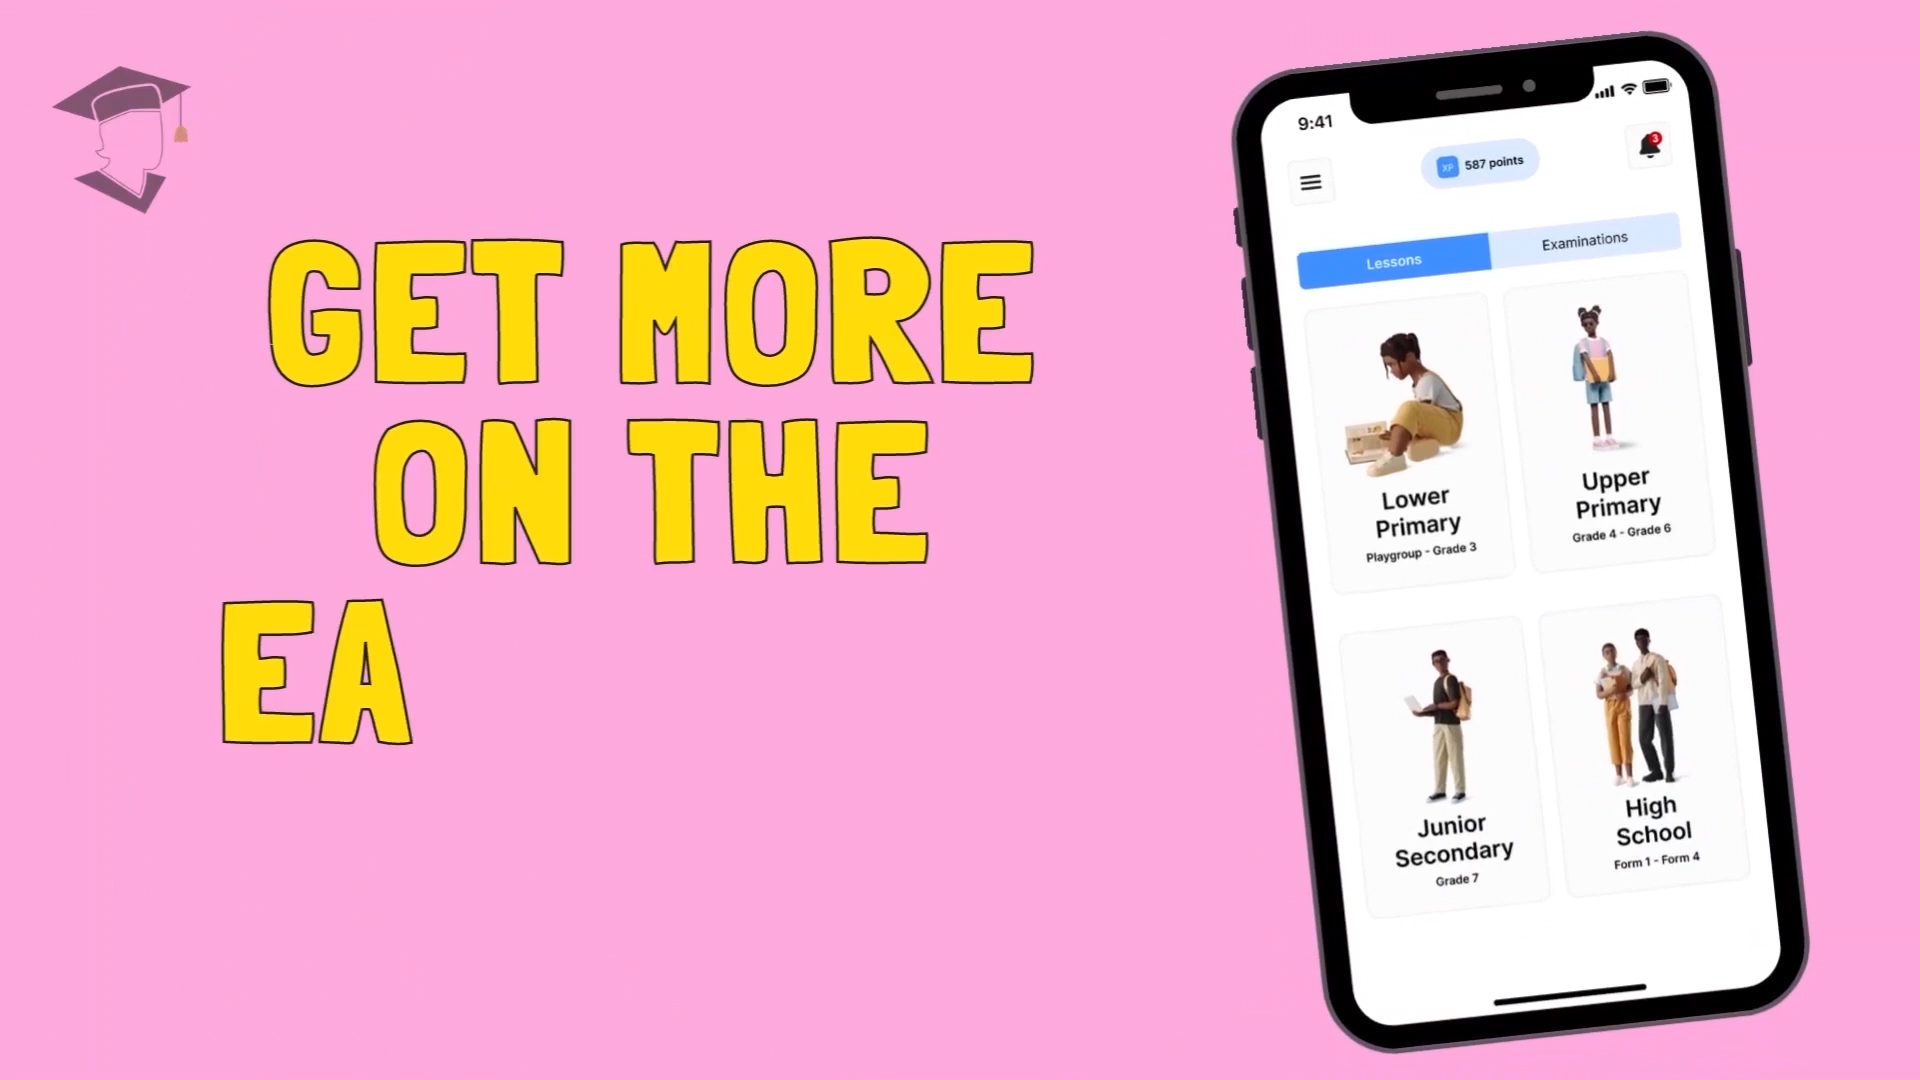 GET MORE
ON THE
EA
9:41
XP 587 points
3
Lessons
Examinations
Lower
Primary
Playgroup - Grade 3
Upper
Primary
Grade 4 - Grade 6
Junior
Secondary
Grade 7
High
School
Form 1 - Form 4